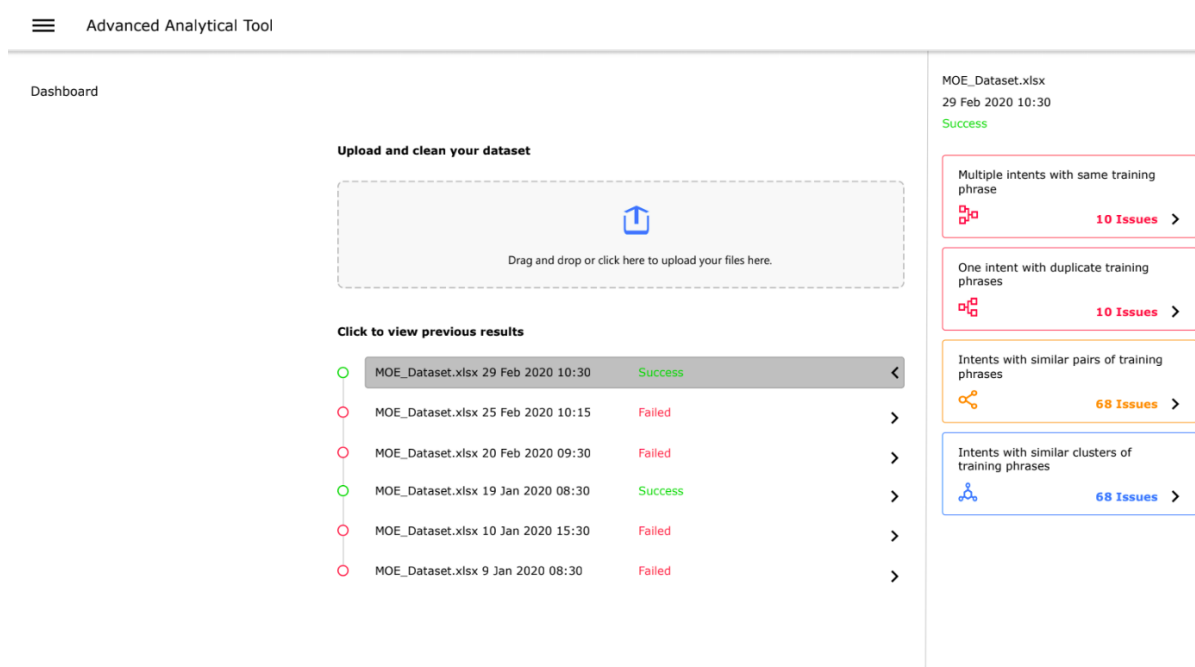 Advanced Analytical Tool
Dashboard
Upload and clean your dataset
Drag and drop or click here to upload your files here.
Click to view previous results
MOE_Dataset.xlsx 29 Feb 2020 10:30 Success
MOE_Dataset.xlsx 25 Feb 2020 10:15 Failed
MOE_Dataset.xlsx 20 Feb 2020 09:30 Failed
MOE_Dataset.xlsx 19 Jan 2020 08:30 Success
MOE_Dataset.xlsx 10 Jan 2020 15:30 Failed
MOE_Dataset.xlsx 9 Jan 2020 08:30 Failed
MOE_Dataset.xlsx
29 Feb 2020 10:30
Success
Multiple intents with same training
phrase
10 Issues
One intent with duplicate training
phrases
10 Issues
Intents with similar pairs of training
phrases
68 Issues
Intents with similar clusters of
training phrases
68 Issues